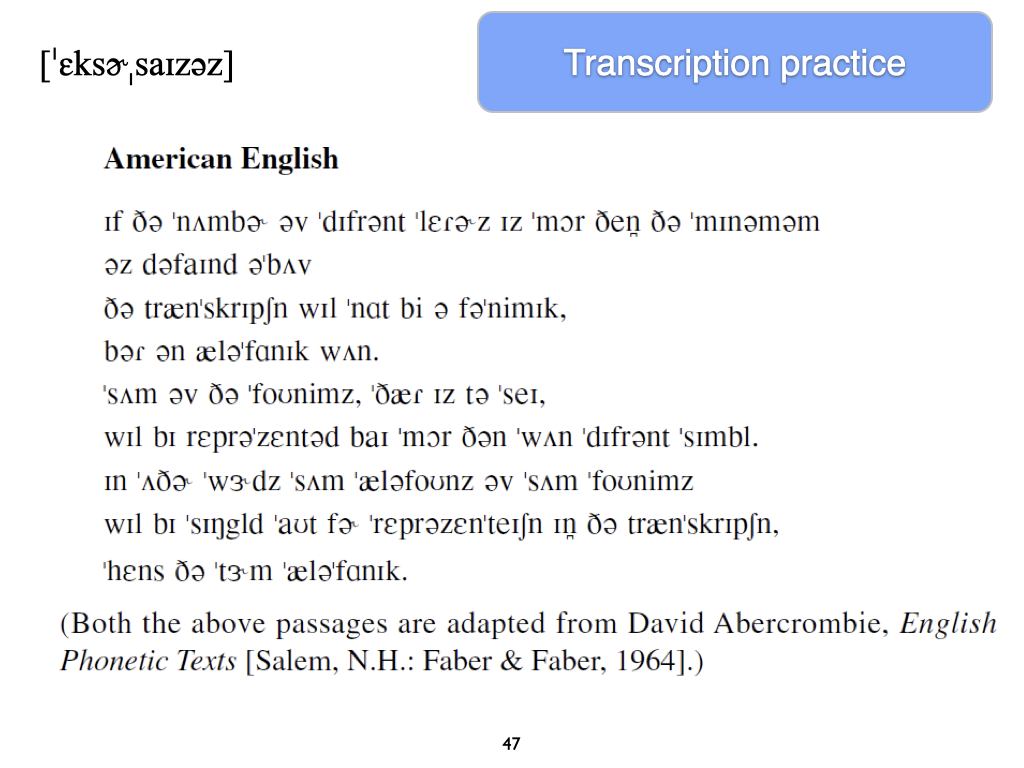 [ˈɛksɚˌsaɪzəz]
Transcription practice
American English
ɪf ðə ˈnʌmbɚ əv ˈdɪfrənt ˈlɛɾɚz ɪz ˈmɔr ðen̪ ðə ˈmɪnəməm
əz dəfaɪnd əˈbʌv
ðə trænˈskrɪpʃn wɪl ˈnɑt bi ə fəˈnimɪk,
bəɾ ən æləˈfɑnɪk wʌn.
ˈsʌm əv ðə ˈfoʊnimz, ˈðæɾ ɪz tə ˈseɪ,
wɪl bɪ rɛprəˈzɛntəd baɪ ˈmɔr ðən ˈwʌn ˈdɪfrənt ˈsɪmbl.
ɪn ˈʌðɚ ˈwɝdz ˈsʌm ˈæləfoʊnz əv ˈsʌm ˈfoʊnimz
wɪl bɪ ˈsɪŋgld ˈaʊt fɚ ˈrɛprəzɛnˈteɪʃn ɪn̪ ðə trænˈskrɪpʃn,
ˈhɛns ðə ˈtɝm ˈæləˈfɑnɪk.
(Both the above passages are adapted from David Abercrombie, English
Phonetic Texts [Salem, N.H.: Faber & Faber, 1964].)
47